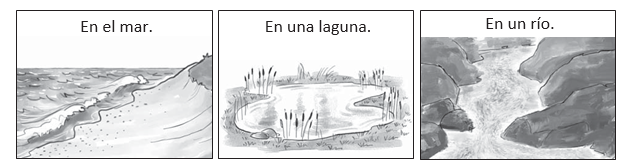 En el mar.
En una laguna.
En un río.